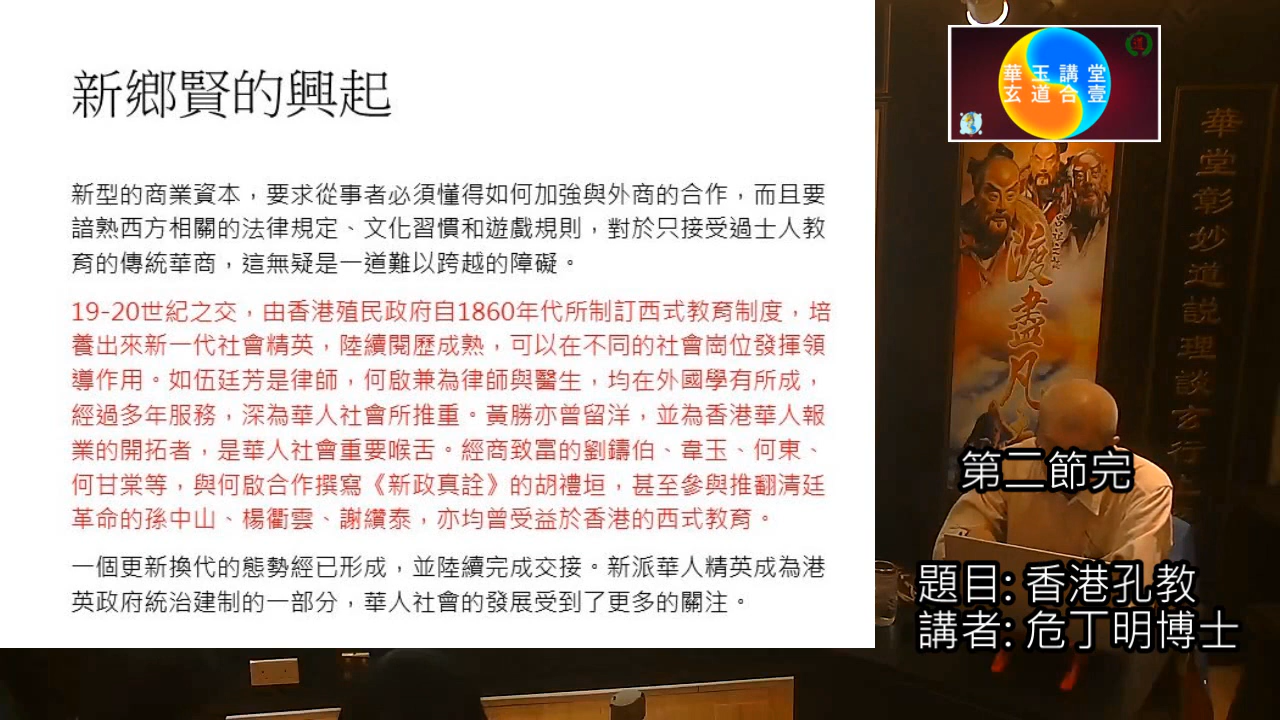 新鄉賢的興起
新型的商業資本，要求從事者必須懂得如何加強與外商的合作，而且要
諳熟西方相關的法律規定、文化習慣和遊戲規則，對於只接受過士人教
育的傳統華商，這無疑是一道難以跨越的障礙。
19-20世紀之交，由香港殖民政府自1860年代所制訂西式教育制度，培
養出來新一代社會精英，陸續閱歷成熟，可以在不同的社會崗位發揮領
導作用。如伍廷芳是律師，何啟兼為律師與醫生，均在外國學有所成，
經過多年服務，深為華人社會所推重。黃勝亦曾留洋，並為香港華人報
業的開拓者，是華人社會重要喉舌。經商致富的劉鑄伯、韋玉、何東、
何甘棠等，與何啟合作撰寫《新政真詮》的胡禮垣，甚至參與推翻清廷
革命的孫中山、楊衢雲、謝纘泰，亦均曾受益於香港的西式教育。
一個更新換代的態勢經已形成，並陸續完成交接。新派華人精英成為港
英政府統治建制的一部分，華人社會的發展受到了更多的關注。
華玉講堂
玄道合壹
道
渡盡凡
華堂彰妙道說理談玄行
第二節完
題目: 香港孔教
講者: 危丁明博士